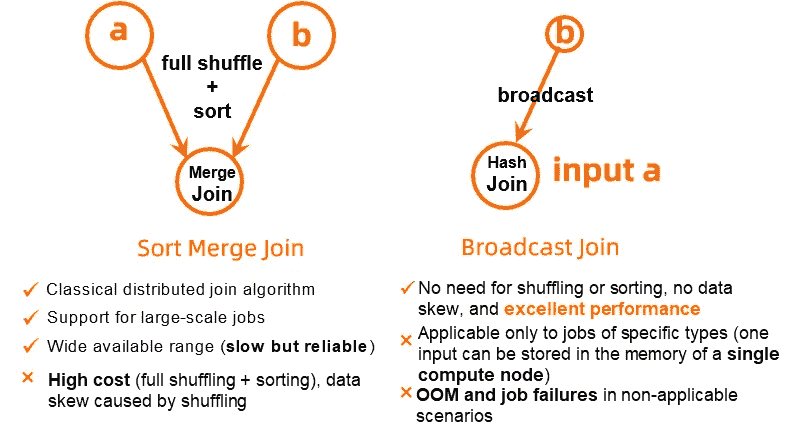 a
b
full shuffle
+
sort
Merge
Join
Sort Merge Join
✓ Classical distributed join algorithm
✓ Support for large-scale jobs
✓ Wide available range (slow but reliable)
× High cost (full shuffling + sorting), data
skew caused by shuffling
b
broadcast
Hash
Join
input a
Broadcast Join
✓ No need for shuffling or sorting, no data
skew, and excellent performance
× Applicable only to jobs of specific types (one
input can be stored in the memory of a single
compute node)
× OOM and job failures in non-applicable
scenarios